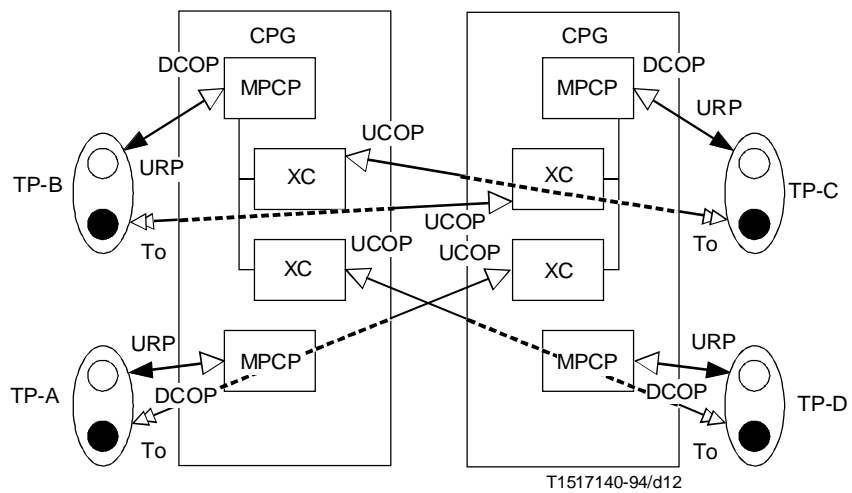 CPG
CPG
DCOP
DCOP
MPCP
MPCP
URP
UCOP
URP
TP-B
XC
XC
TP-C
UCOP
To
UCOP
UCOP
To
XC
XC
URP
MPCP
MPCP
URP
TP-A
DCOP
DCOP
TP-D
To
To
T1517140-94/d12